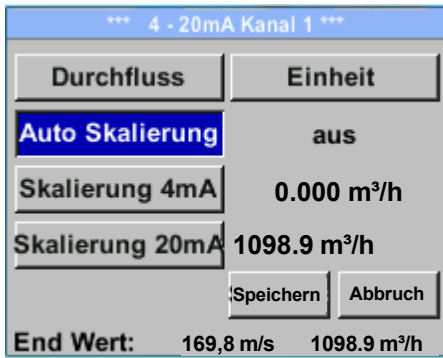 *** 4 - 20mA Kanal 1 ***
Durchfluss Einheit
Auto Skalierung aus
Skalierung 4mA 0.000 m³/h
Skalierung 20mA 1098.9 m³/h
Speichern Abbruch
End Wert: 169,8 m/s 1098.9 m³/h